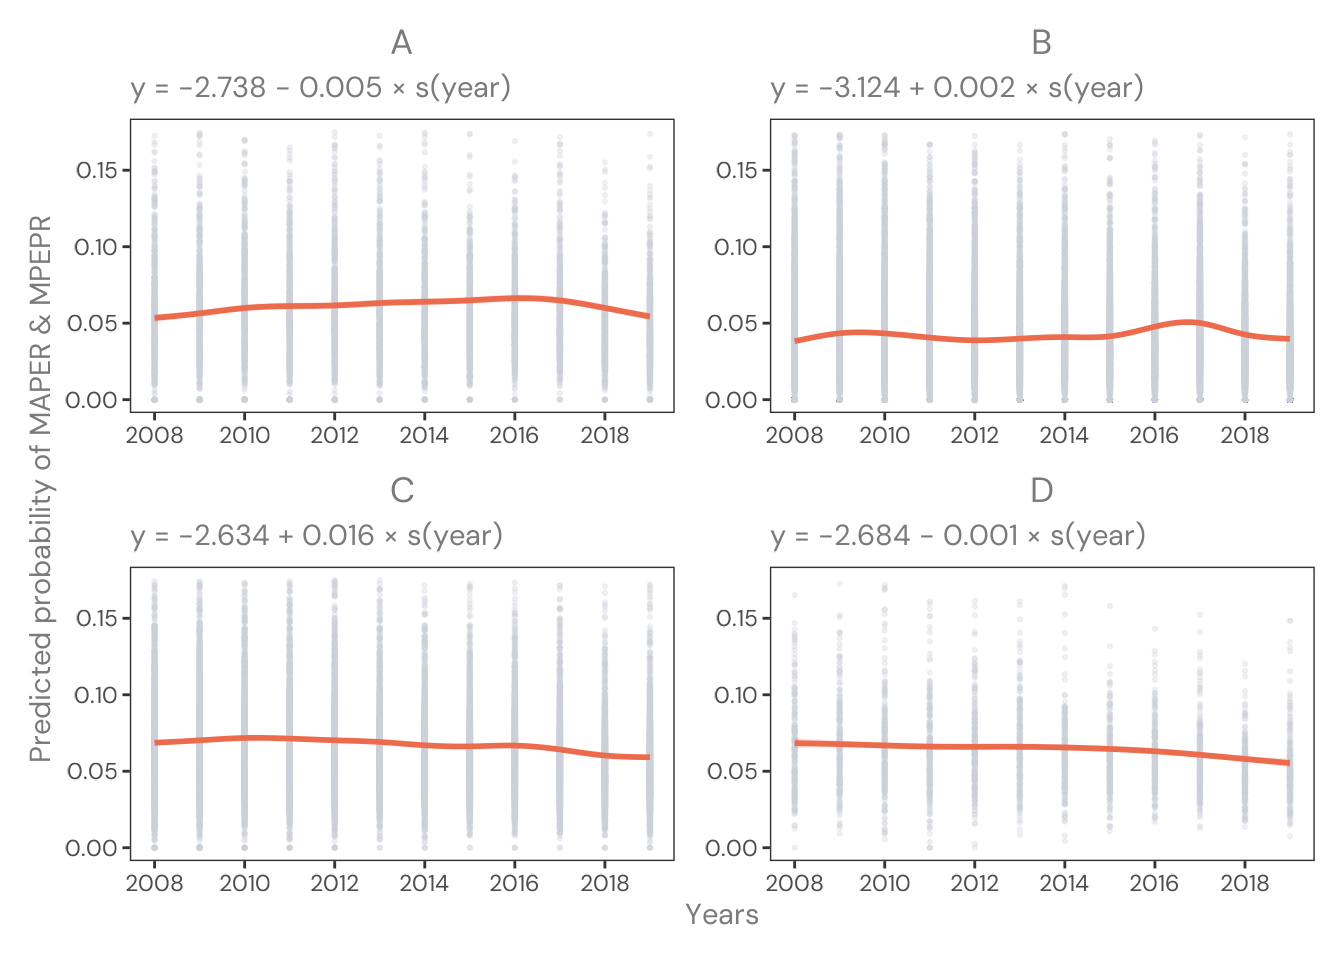 A
y = −2.738 − 0.005 × s(year)
B
y = −3.124 + 0.002 × s(year)
Predicted probability of MAPER & MPEPR
0.15
0.10
0.05
0.00
2008 2010 2012 2014 2016 2018
0.15
0.10
0.05
0.00
2008 2010 2012 2014 2016 2018
C
y = −2.634 + 0.016 × s(year)
D
y = −2.684 − 0.001 × s(year)
0.15
0.10
0.05
0.00
2008 2010 2012 2014 2016 2018
0.15
0.10
0.05
0.00
2008 2010 2012 2014 2016 2018
Years